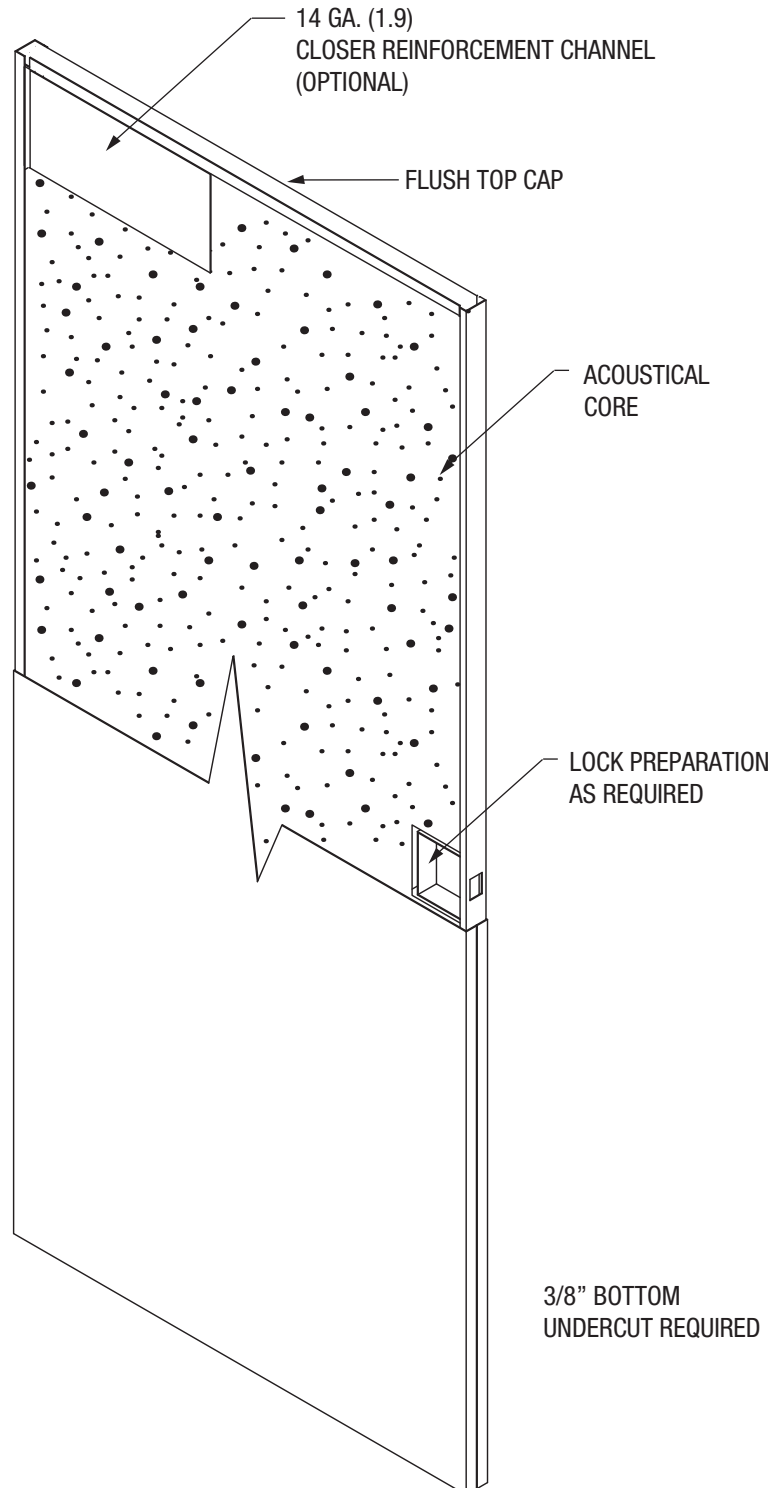 14 GA. (1.9)
CLOSER REINFORCEMENT CHANNEL
(OPTIONAL)
FLUSH TOP CAP
ACOUSTICAL
CORE
LOCK PREPARATION
AS REQUIRED
3/8” BOTTOM
UNDERCUT REQUIRED